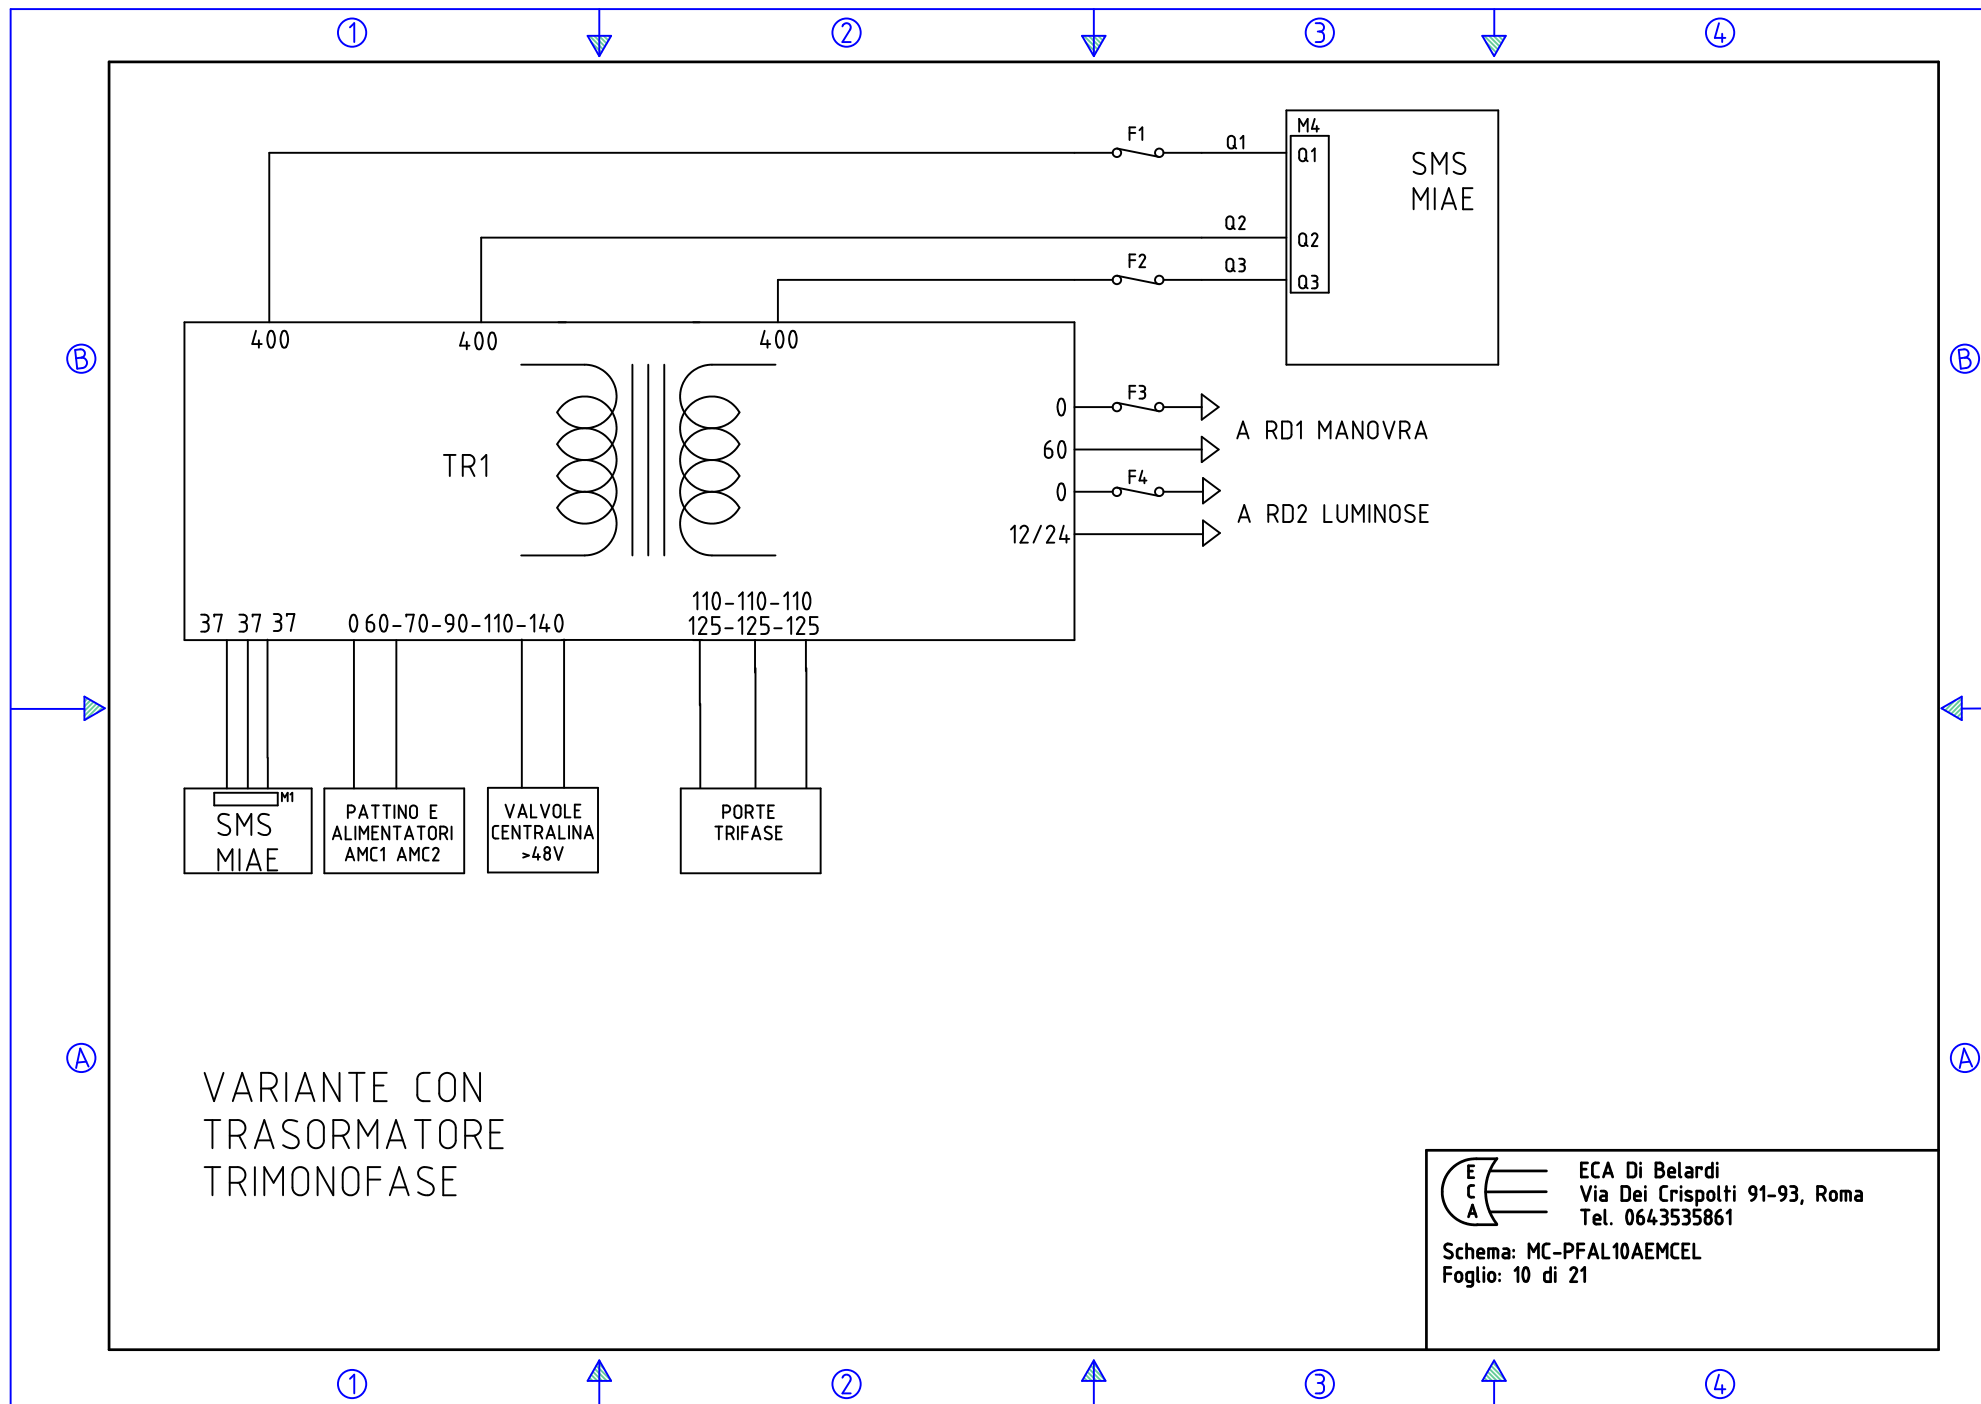 1 2 3 4
F1
Q1
M4
Q1
SMS
MIAE
Q2
Q2
F2
Q3
Q3
400 400 400
B B
F3
0
A RD1 MANOVRA
60
TR1
F4
0
A RD2 LUMINOSE
12/24
110-110-110
37 37 37 0 60-70-90-110-140 125-125-125
M1
SMS
MIAE
PATTINO E
ALIMENTATORI
AMC1 AMC2
VALVOLE
CENTRALINA
>48V
PORTE
TRIFASE
A A
VARIANTE CON
TRASORMATORE
TRIMONOFASE
E
C
A
ECA Di Belardi
Via Dei Crispolti 91-93, Roma
Tel. 0643535861
Schema: MC-PFAL10AEMCEL
Foglio: 10 di 21
1 2 3 4